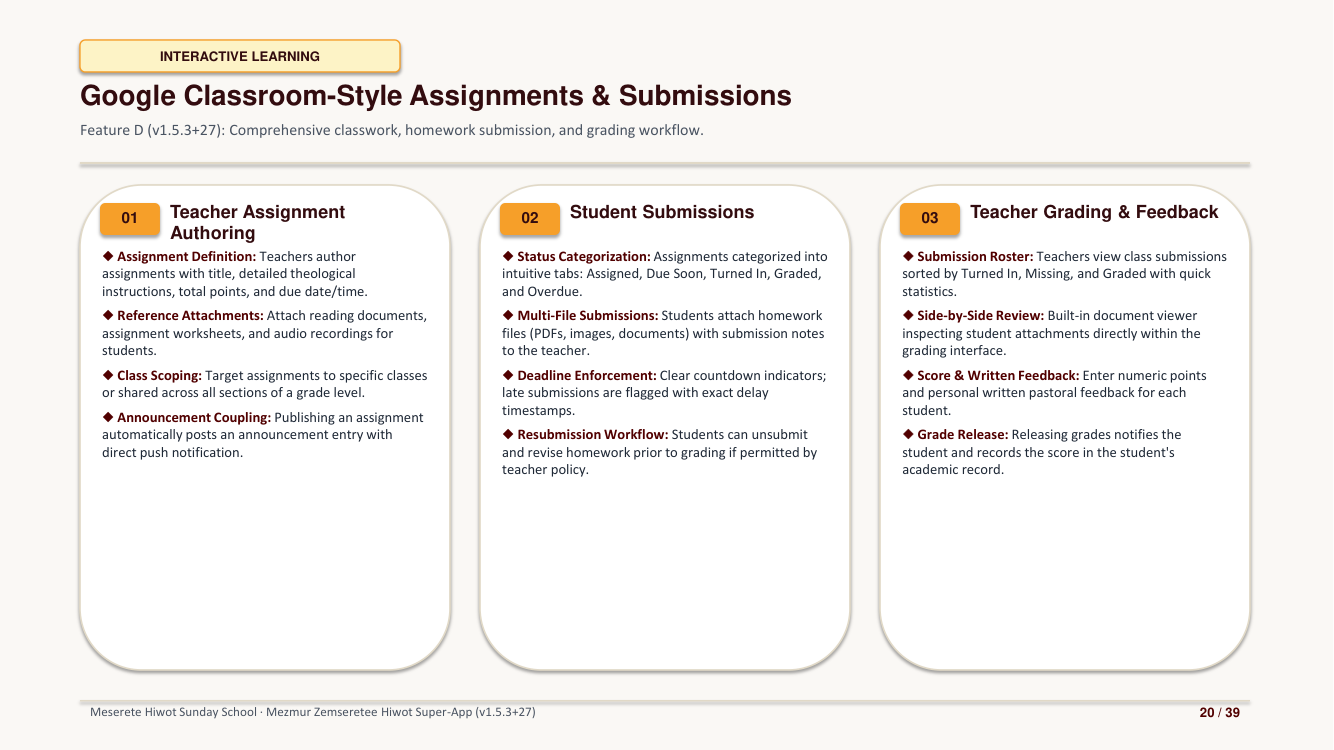 INTERACTIVE LEARNING
Google Classroom-Style Assignments & Submissions
Feature D (v1.5.3+27): Comprehensive classwork, homework submission, and grading workflow.
01
Teacher Assignment
Authoring
◆ Assignment Definition: Teachers author
assignments with title, detailed theological
instructions, total points, and due date/time.
◆ Reference Attachments: Attach reading documents,
assignment worksheets, and audio recordings for
students.
◆ Class Scoping: Target assignments to specific classes
or shared across all sections of a grade level.
◆ Announcement Coupling: Publishing an assignment
automatically posts an announcement entry with
direct push notification.
02
Student Submissions
◆ Status Categorization: Assignments categorized into
intuitive tabs: Assigned, Due Soon, Turned In, Graded,
and Overdue.
◆ Multi-File Submissions: Students attach homework
files (PDFs, images, documents) with submission notes
to the teacher.
◆ Deadline Enforcement: Clear countdown indicators;
late submissions are flagged with exact delay
timestamps.
◆ Resubmission Workflow: Students can unsubmit
and revise homework prior to grading if permitted by
teacher policy.
03
Teacher Grading & Feedback
◆ Submission Roster: Teachers view class submissions
sorted by Turned In, Missing, and Graded with quick
statistics.
◆ Side-by-Side Review: Built-in document viewer
inspecting student attachments directly within the
grading interface.
◆ Score & Written Feedback: Enter numeric points
and personal written pastoral feedback for each
student.
◆ Grade Release: Releasing grades notifies the
student and records the score in the student's
academic record.
Meserete Hiwot Sunday School · Mezmur Zemseretee Hiwot Super-App (v1.5.3+27)
20 / 39